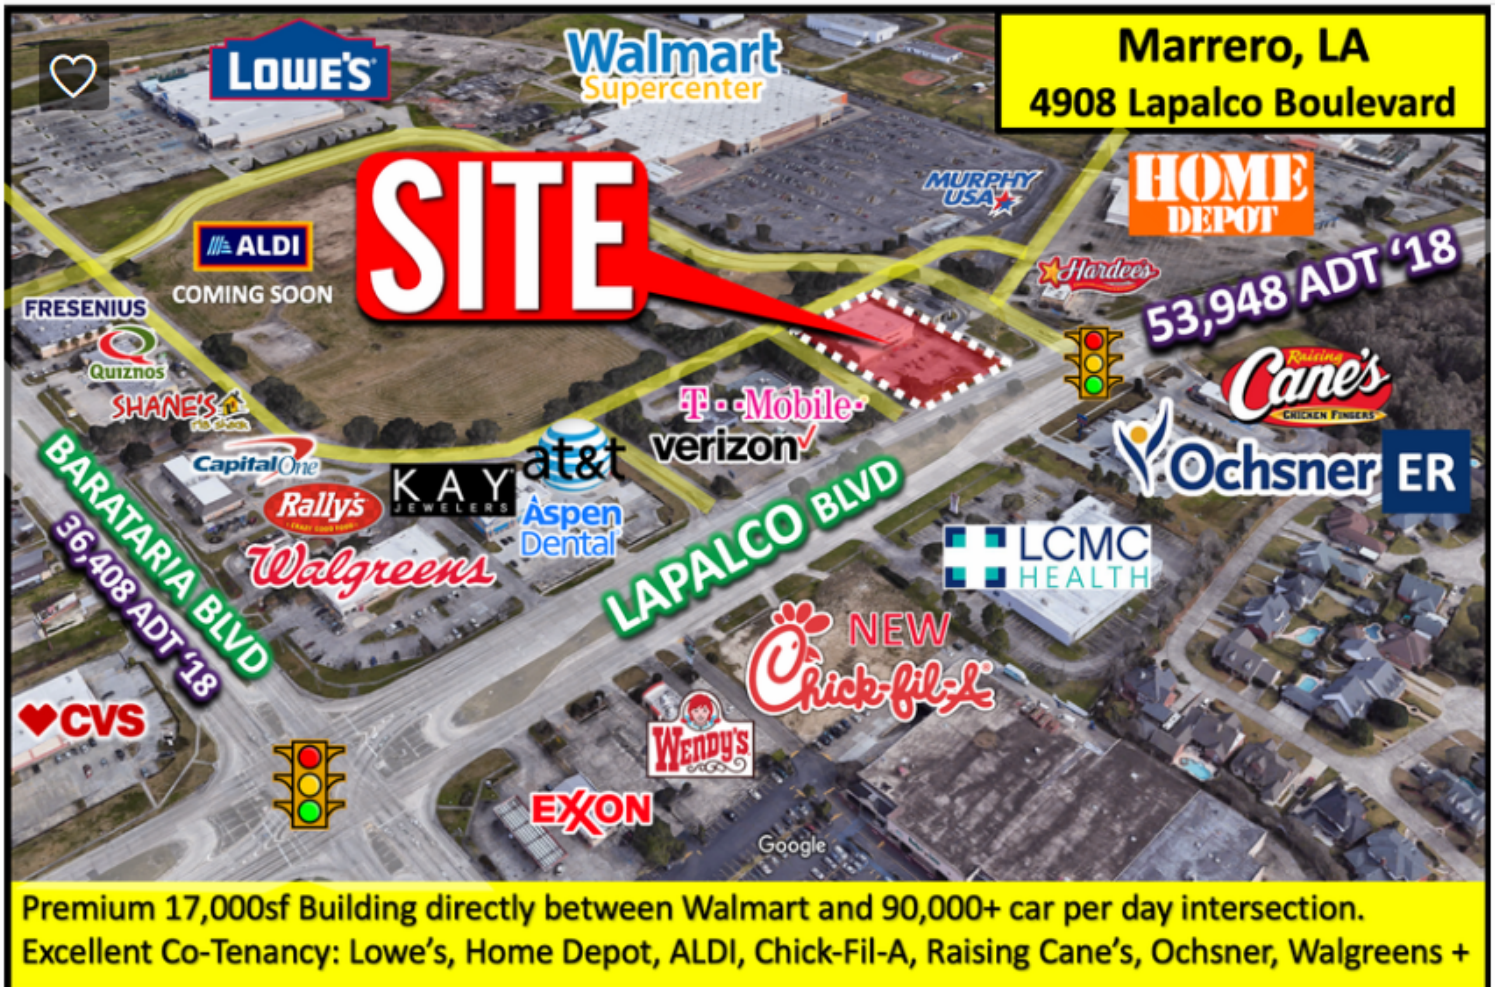 Marrero, LA
4908 Lapalco Boulevard
LOWE'S
Walmart
Supercenter
MURPHY
USA
HOME
DEPOT
SITE
ALDI
COMING SOON
Hardee's
53,948 ADT ‘18
FRESENIUS
Quiznos
SHANE'S
rib shack
Raising
Cane's
CHICKEN FINGERS
T-Mobile
verizon
at&t
Capital One
KAY
JEWELERS
Rally's
Aspen
Dental
Walgreens
Ochsner ER
BARATARIA BLVD
36,408 ADT ‘18
LAPALCO BLVD
LCMC
HEALTH
NEW
Chick-fil-A
CVS
WENDY'S
EXXON
Google
Premium 17,000sf Building directly between Walmart and 90,000+ car per day intersection.
Excellent Co-Tenancy: Lowe’s, Home Depot, ALDI, Chick-Fil-A, Raising Cane’s, Ochsner, Walgreens +